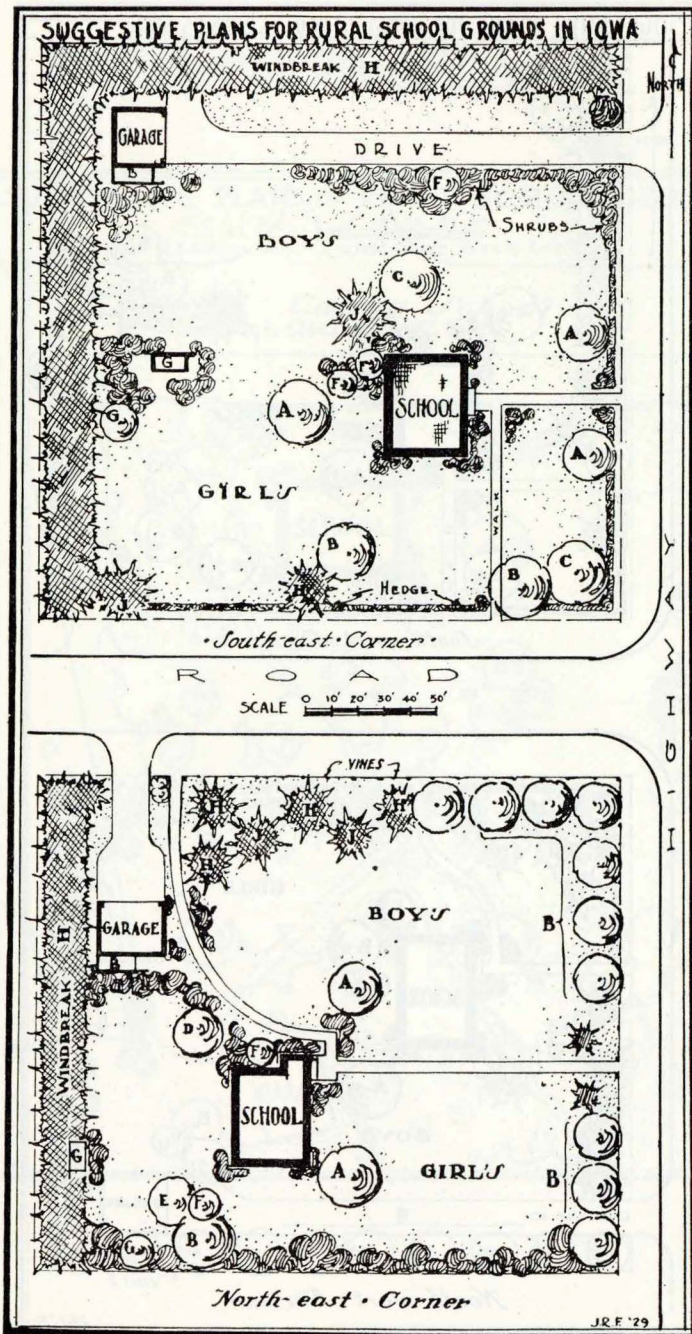 SUGGESTIVE PLANS FOR RURAL SCHOOL GROUNDS IN IOWA
WINDBREAK H
NORTH
GARAGE
B
DRIVE
F
SHRUBS
BOY'S
C
J
A
G
F
F
SCHOOL
G
A
A
GIRL'S
WALK
B
B
C
J
H
HEDGE
South-east Corner
ROAD
HIGHWAY
SCALE 0 10' 20' 30' 40' 50'
VINES
H
H
H
J
J
H
H
WINDBREAK
GARAGE
B
BOY'S
B
A
D
F
SCHOOL
G
A
GIRL'S
B
E
F
B
G
North-east Corner
J.R.F. '29